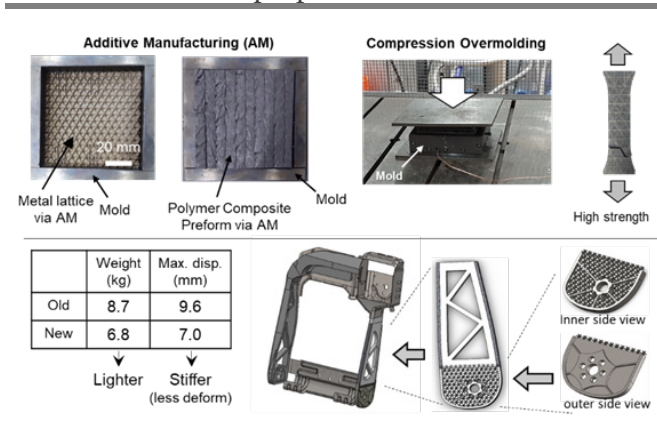 Additive Manufacturing (AM)
Compression Overmolding
20 mm
Mold
Metal lattice
via AM
Mold
Polymer Composite
Preform via AM
Mold
High strength
Weight
(kg)
Max. disp.
(mm)
Old
8.7
9.6
New
6.8
7.0
Lighter
Stiffer
(less deform)
Inner side view
outer side view